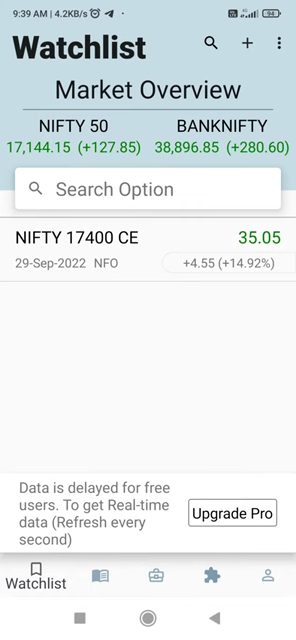 9:39 AM | 4.2KB/s
94
Watchlist
Market Overview
NIFTY 50 BANKNIFTY
17,144.15 (+127.85) 38,896.85 (+280.60)
Search Option
NIFTY 17400 CE 35.05
29-Sep-2022 NFO +4.55 (+14.92%)
Data is delayed for free
users. To get Real-time
data (Refresh every
second)
Upgrade Pro
Watchlist